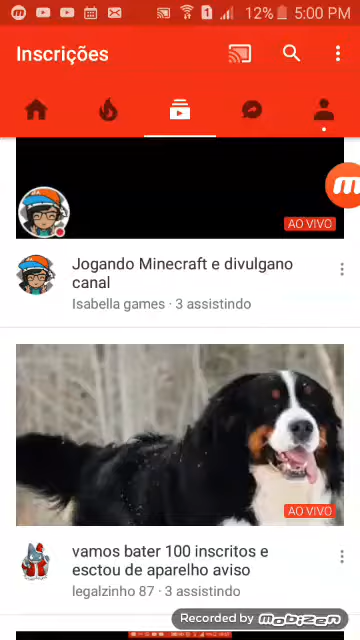 12% 5:00 PM
Inscrições
AO VIVO
Jogando Minecraft e divulgano
canal
Isabella games · 3 assistindo
AO VIVO
vamos bater 100 inscritos e
esctou de aparelho aviso
legalzinho 87 · 3 assistindo
Recorded by Mobizen